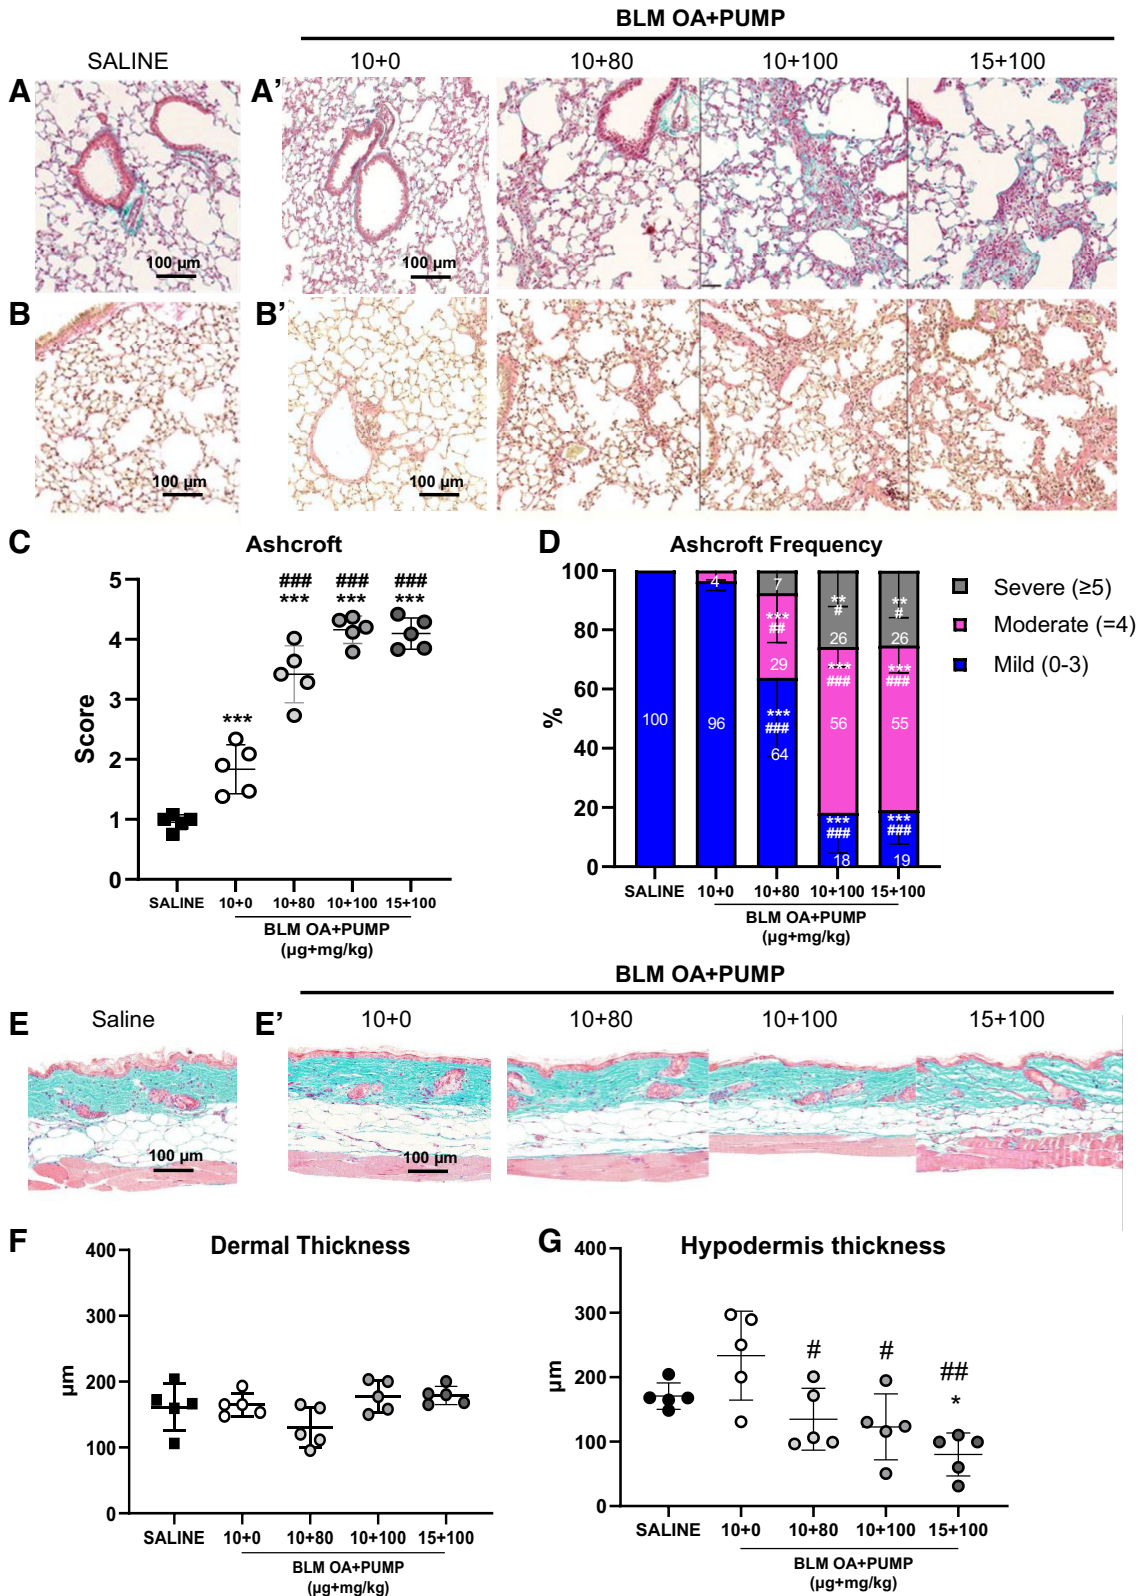 BLM OA+PUMP
SALINE 10+0 10+80 10+100 15+100
A A'
100 µm 100 µm
B B'
100 µm 100 µm
C Ashcroft
5
4
3
2
1
0
Score
### ### ###
*** *** ***
***
SALINE 10+0 10+80 10+100 15+100
BLM OA+PUMP
(µg+mg/kg)
D Ashcroft Frequency
100
80
60
40
20
0
%
4 7
** **
# #
26 26
***
##
29
*** ***
### ###
100 96 56 55
***
###
64
*** ***
### ###
18 19
Severe (≥5)
Moderate (=4)
Mild (0-3)
SALINE 10+0 10+80 10+100 15+100
BLM OA+PUMP
(µg+mg/kg)
BLM OA+PUMP
E Saline E' 10+0 10+80 10+100 15+100
100 µm 100 µm
F Dermal Thickness
400
300
200
100
0
µm
SALINE 10+0 10+80 10+100 15+100
BLM OA+PUMP
(µg+mg/kg)
G Hypodermis thickness
400
300
200
100
0
µm
# # ##
*
SALINE 10+0 10+80 10+100 15+100
BLM OA+PUMP
(µg+mg/kg)